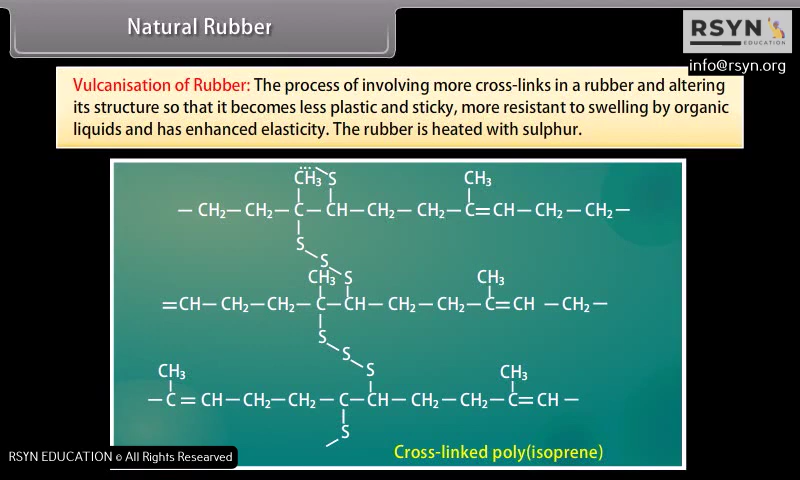 Natural Rubber
RSYN
EDUCATION
info@rsyn.org
Vulcanisation of Rubber: The process of involving more cross-links in a rubber and altering
its structure so that it becomes less plastic and sticky, more resistant to swelling by organic
liquids and has enhanced elasticity. The rubber is heated with sulphur.
CH₃ S CH₃
— CH₂ — CH₂ — C — CH — CH₂ — CH₂ — C = CH — CH₂ — CH₂ —
S
S
CH₃ S CH₃
= CH — CH₂ — CH₂ — C — CH — CH₂ — CH₂ — C = CH — CH₂ —
S
S
CH₃ S CH₃
— C = CH — CH₂ — CH₂ — C — CH — CH₂ — CH₂ — C = CH —
S
Cross-linked poly(isoprene)
RSYN EDUCATION © All Rights Researved